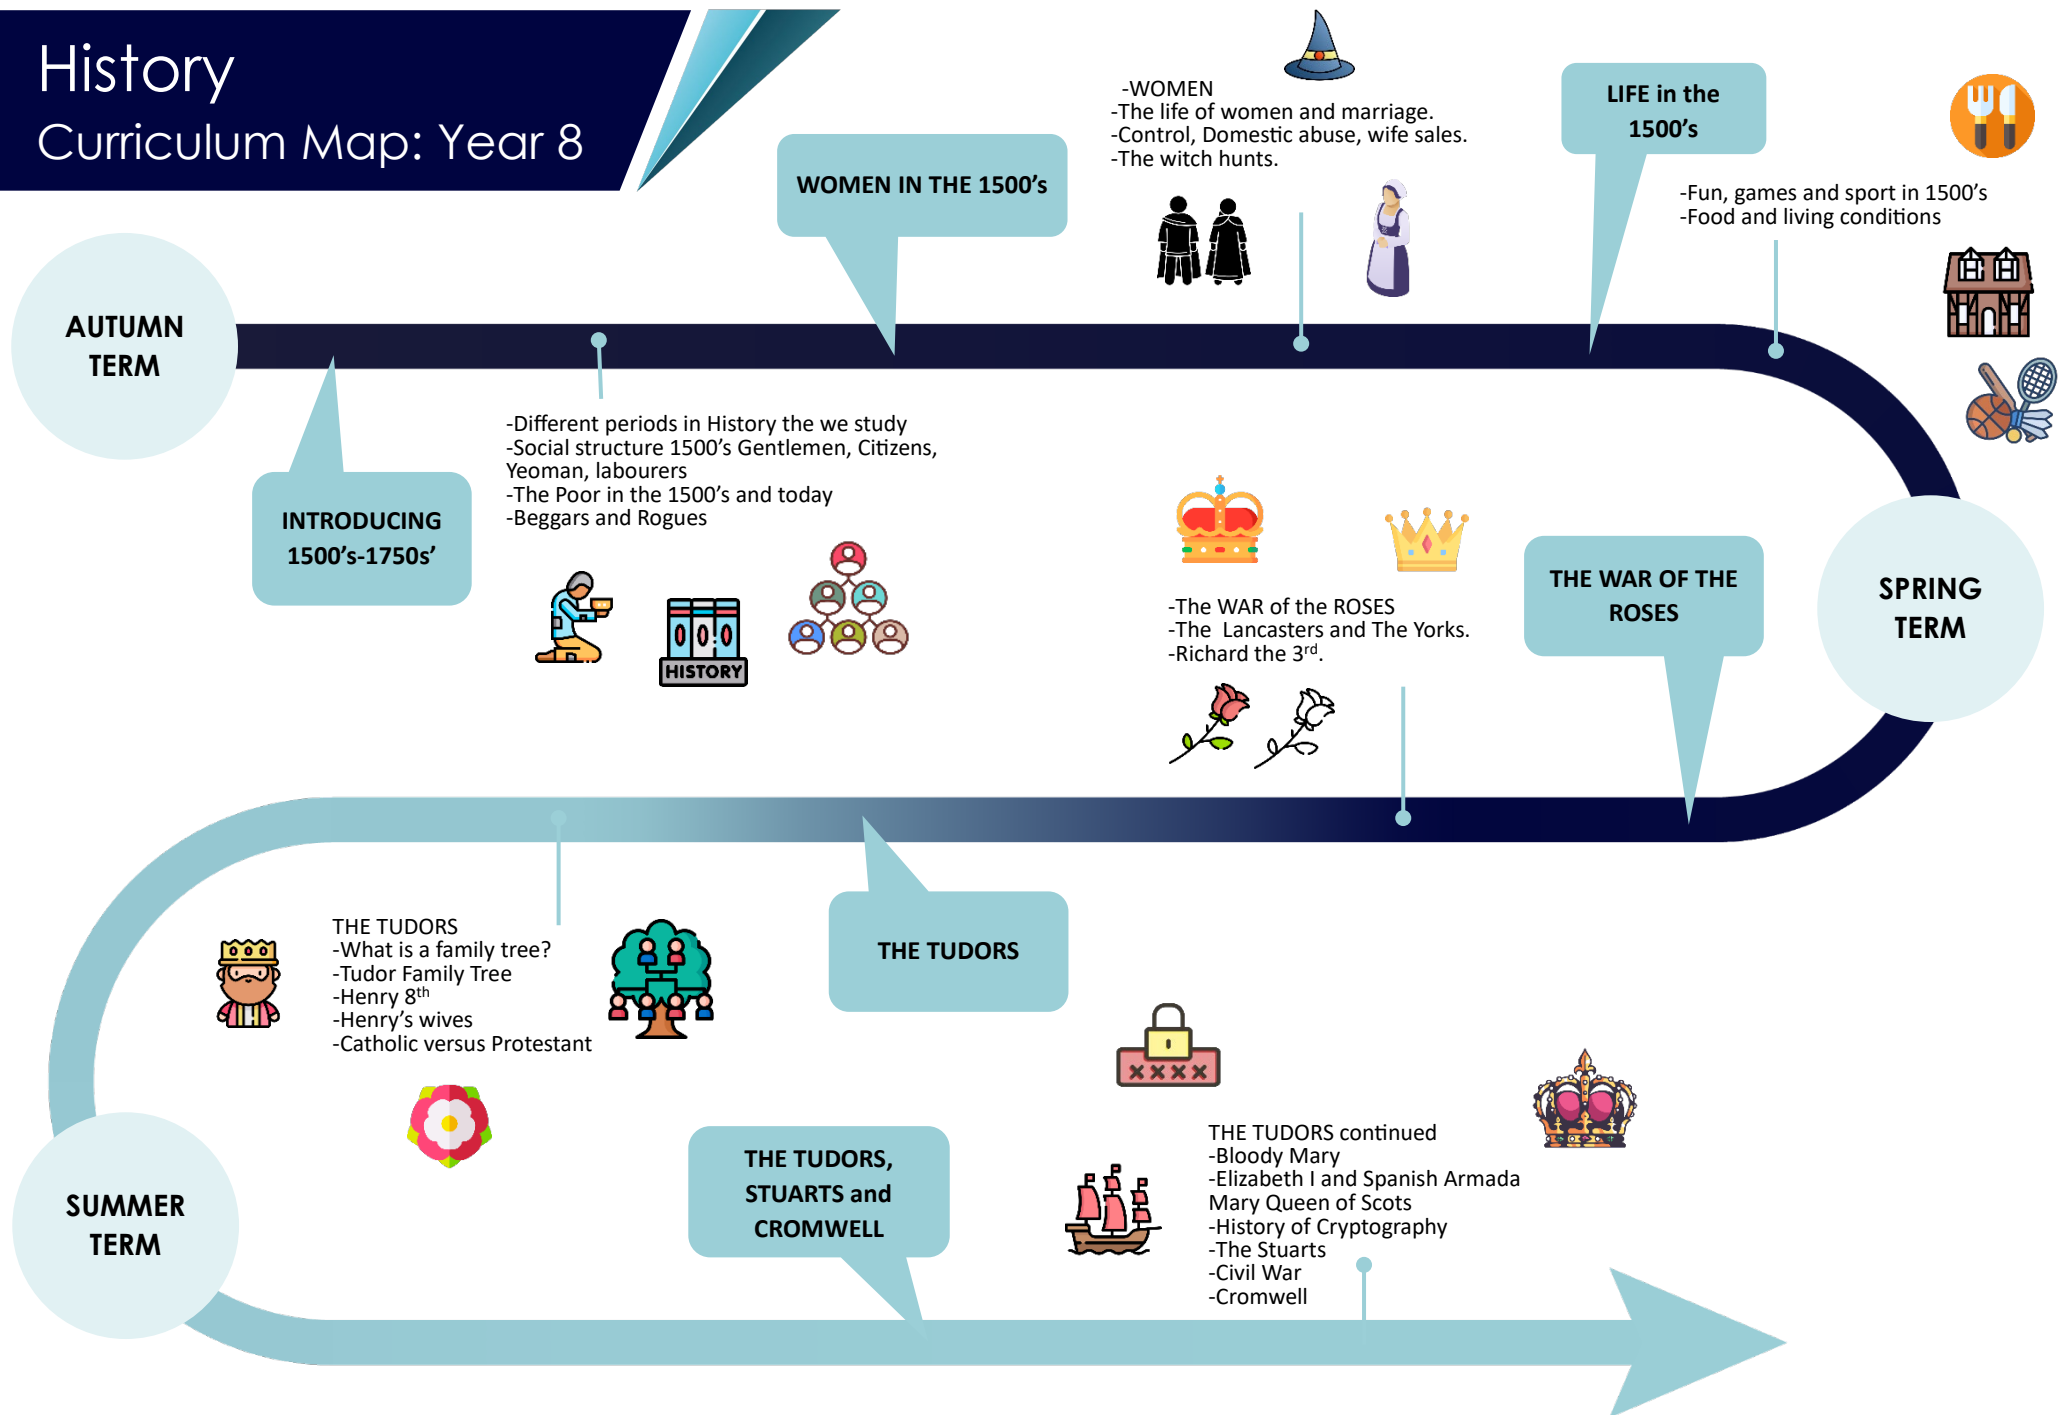 History
Curriculum Map: Year 8
AUTUMN
TERM
INTRODUCING
1500's-1750s'
-Different periods in History the we study
-Social structure 1500's Gentlemen, Citizens,
Yeoman, labourers
-The Poor in the 1500's and today
-Beggars and Rogues
HISTORY
WOMEN IN THE 1500's
-WOMEN
-The life of women and marriage.
-Control, Domestic abuse, wife sales.
-The witch hunts.
LIFE in the
1500's
-Fun, games and sport in 1500's
-Food and living conditions
SPRING
TERM
THE WAR OF THE
ROSES
-The WAR of the ROSES
-The  Lancasters and The Yorks.
-Richard the 3rd.
THE TUDORS
THE TUDORS
-What is a family tree?
-Tudor Family Tree
-Henry 8th
-Henry's wives
-Catholic versus Protestant
SUMMER
TERM
THE TUDORS,
STUARTS and
CROMWELL
THE TUDORS continued
-Bloody Mary
-Elizabeth I and Spanish Armada
Mary Queen of Scots
-History of Cryptography
-The Stuarts
-Civil War
-Cromwell